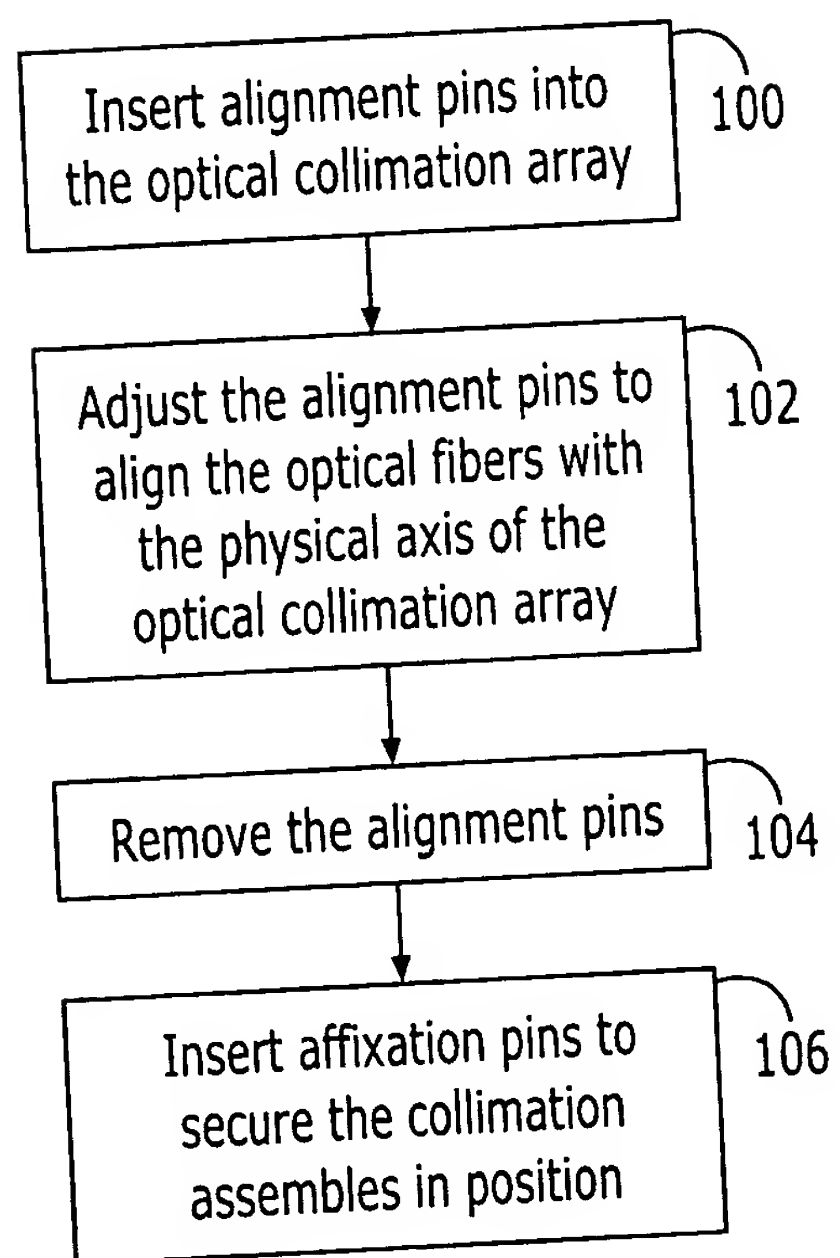 Insert alignment pins into
the optical collimation array
100
Adjust the alignment pins to
align the optical fibers with
the physical axis of the
optical collimation array
102
Remove the alignment pins
104
Insert affixation pins to
secure the collimation
assembles in position
106